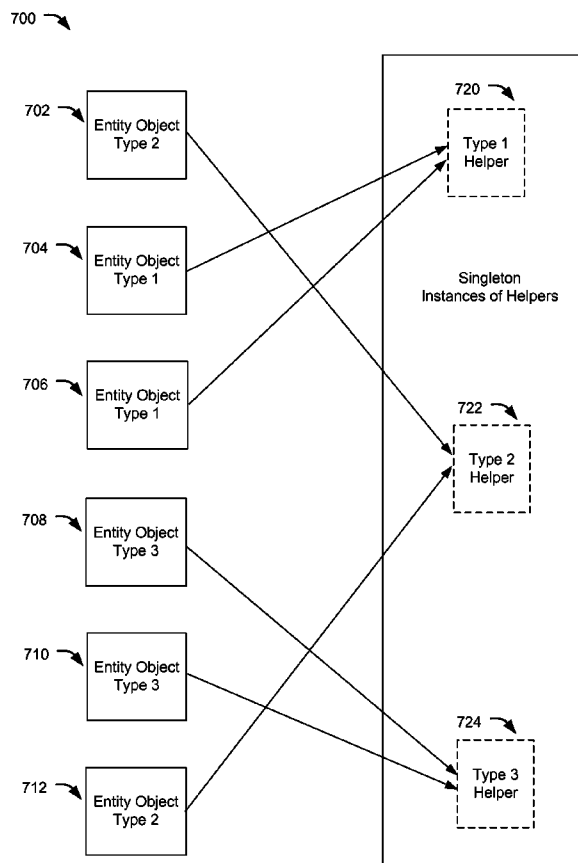 700
702
Entity Object
Type 2
704
Entity Object
Type 1
706
Entity Object
Type 1
708
Entity Object
Type 3
710
Entity Object
Type 3
712
Entity Object
Type 2
720
Type 1
Helper
Singleton
Instances of Helpers
722
Type 2
Helper
724
Type 3
Helper